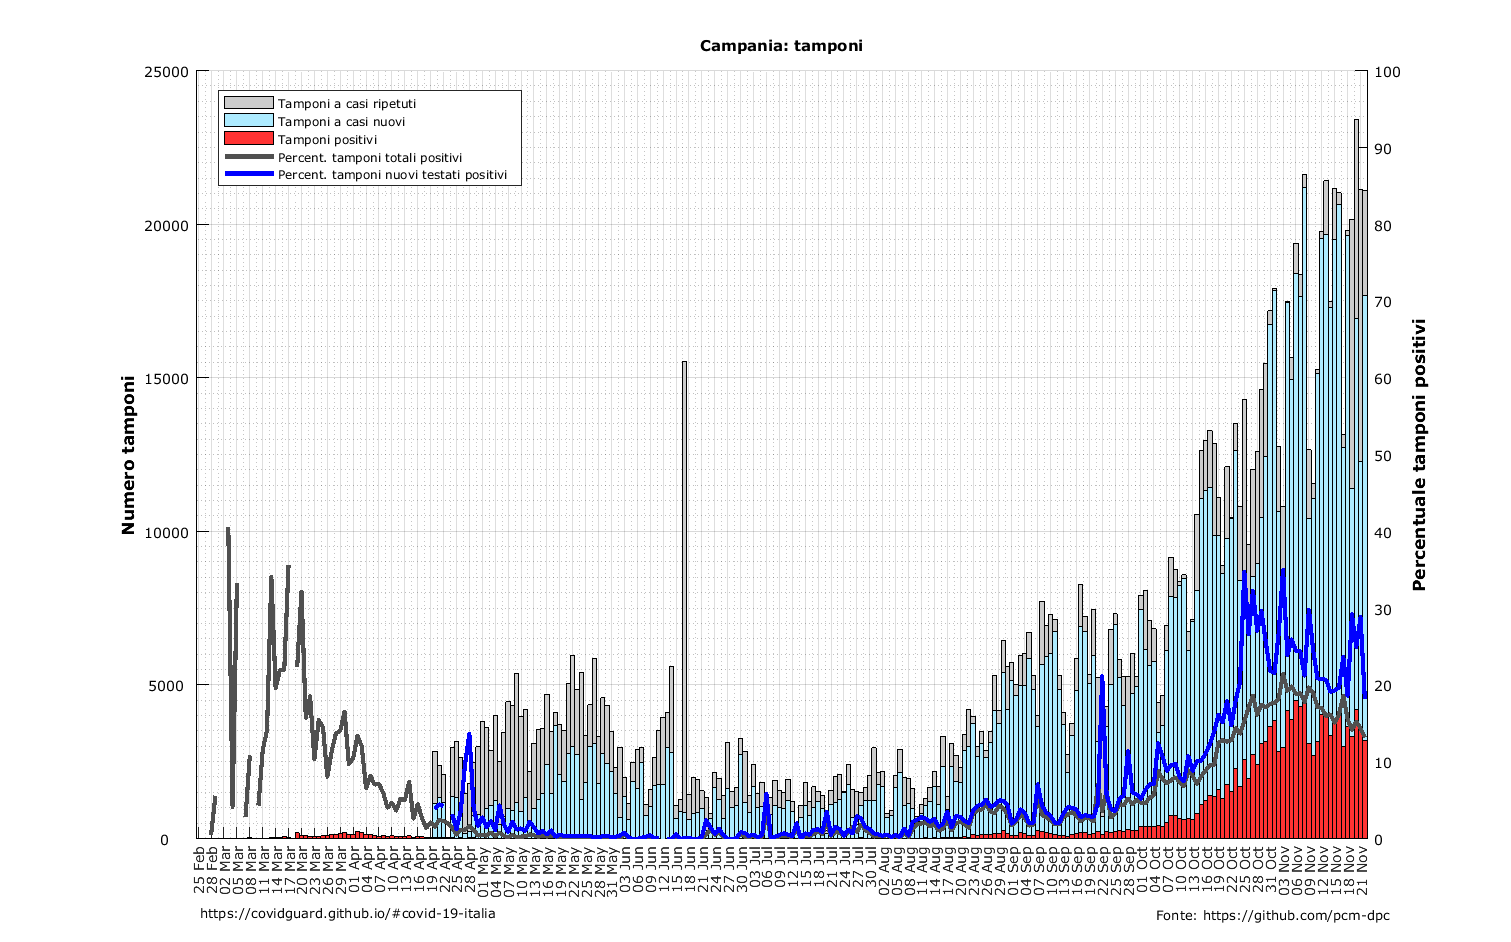 Campania: tamponi
25000
20000
15000
10000
5000
0
Numero tamponi
Tamponi a casi ripetuti
Tamponi a casi nuovi
Tamponi positivi
Percent. tamponi totali positivi
Percent. tamponi nuovi testati positivi
100
90
80
70
60
50
40
30
20
10
0
Percentuale tamponi positivi
25 Feb
28 Feb
02 Mar
05 Mar
08 Mar
11 Mar
14 Mar
17 Mar
20 Mar
23 Mar
26 Mar
29 Mar
01 Apr
04 Apr
07 Apr
10 Apr
13 Apr
16 Apr
19 Apr
22 Apr
25 Apr
28 Apr
01 May
04 May
07 May
10 May
13 May
16 May
19 May
22 May
25 May
28 May
31 May
03 Jun
06 Jun
09 Jun
12 Jun
15 Jun
18 Jun
21 Jun
24 Jun
27 Jun
30 Jun
03 Jul
06 Jul
09 Jul
12 Jul
15 Jul
18 Jul
21 Jul
24 Jul
27 Jul
30 Jul
02 Aug
05 Aug
08 Aug
11 Aug
14 Aug
17 Aug
20 Aug
23 Aug
26 Aug
29 Aug
01 Sep
04 Sep
07 Sep
10 Sep
13 Sep
16 Sep
19 Sep
22 Sep
25 Sep
28 Sep
01 Oct
04 Oct
07 Oct
10 Oct
13 Oct
16 Oct
19 Oct
22 Oct
25 Oct
28 Oct
31 Oct
03 Nov
06 Nov
09 Nov
12 Nov
15 Nov
18 Nov
21 Nov
https://covidguard.github.io/#covid-19-italia
Fonte: https://github.com/pcm-dpc